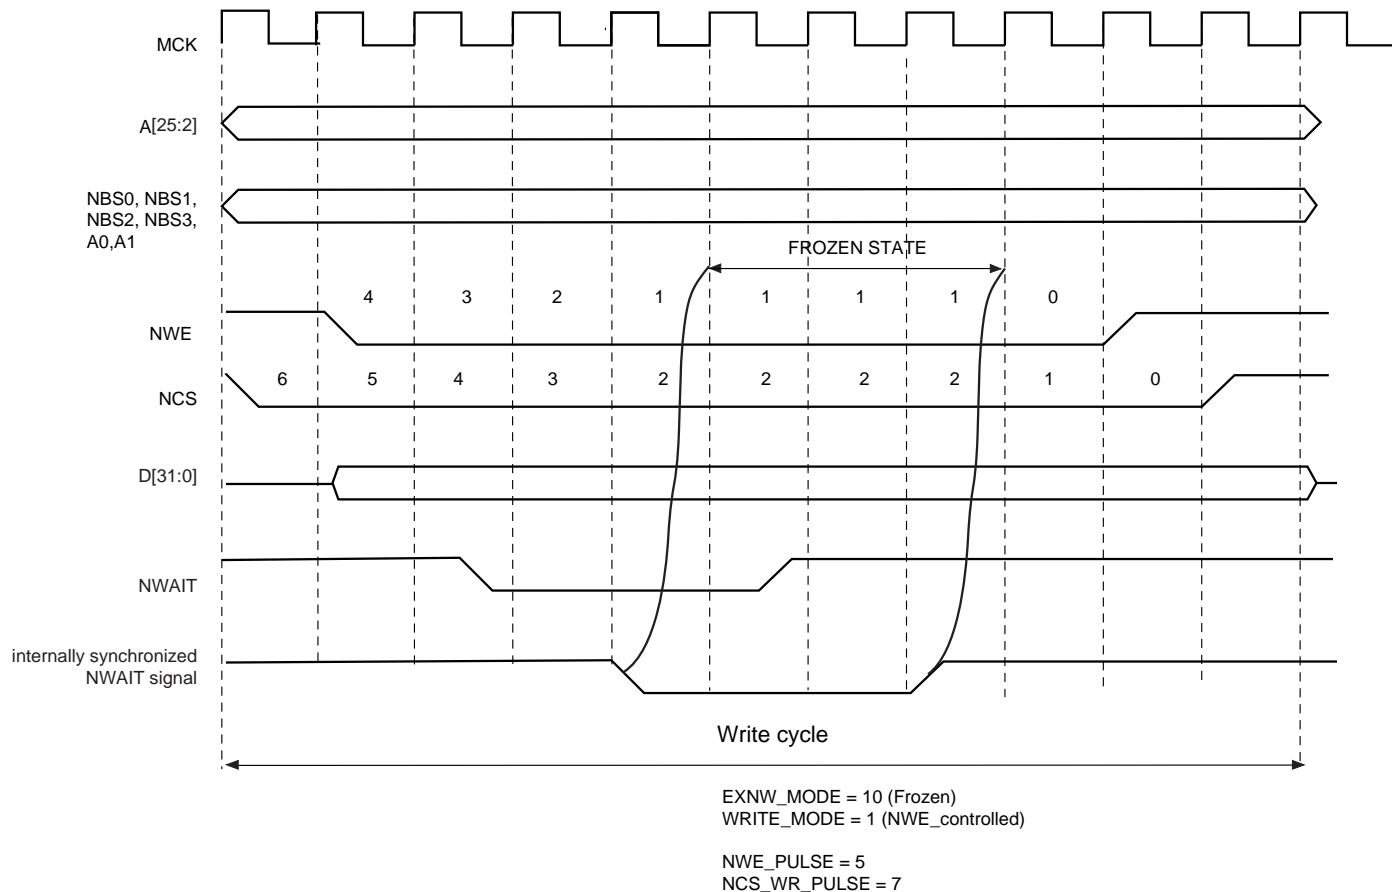 MCK
A[25:2]
NBS0, NBS1,
NBS2, NBS3,
A0,A1
FROZEN STATE
4 3 2 1 1 1 1 0
NWE
6 5 4 3 2 2 2 2 1 0
NCS
D[31:0]
NWAIT
internally synchronized
NWAIT signal
Write cycle
EXNW_MODE = 10 (Frozen)
WRITE_MODE = 1 (NWE_controlled)
NWE_PULSE = 5
NCS_WR_PULSE = 7